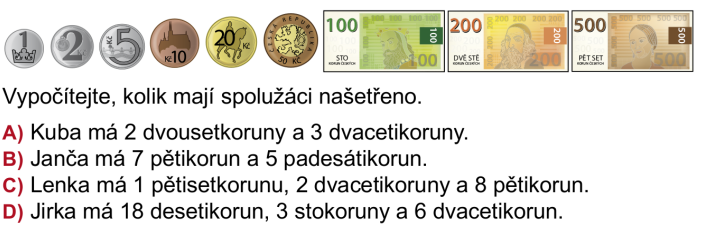 1 2 Kč 5 Kč10 20 ČESKÁ REPUBLIKA 50 KČ 100 100 STO KORUN ČESKÝCH 100 200 200 DVĚ STĚ KORUN ČESKÝCH 200 500 500 PĚT SET KORUN ČESKÝCH 500
Vypočítejte, kolik mají spolužáci našetřeno.
A) Kuba má 2 dvousetkoruny a 3 dvacetikoruny.
B) Janča má 7 pětikorun a 5 padesátikorun.
C) Lenka má 1 pětisetkorunu, 2 dvacetikoruny a 8 pětikorun.
D) Jirka má 18 desetikorun, 3 stokoruny a 6 dvacetikorun.